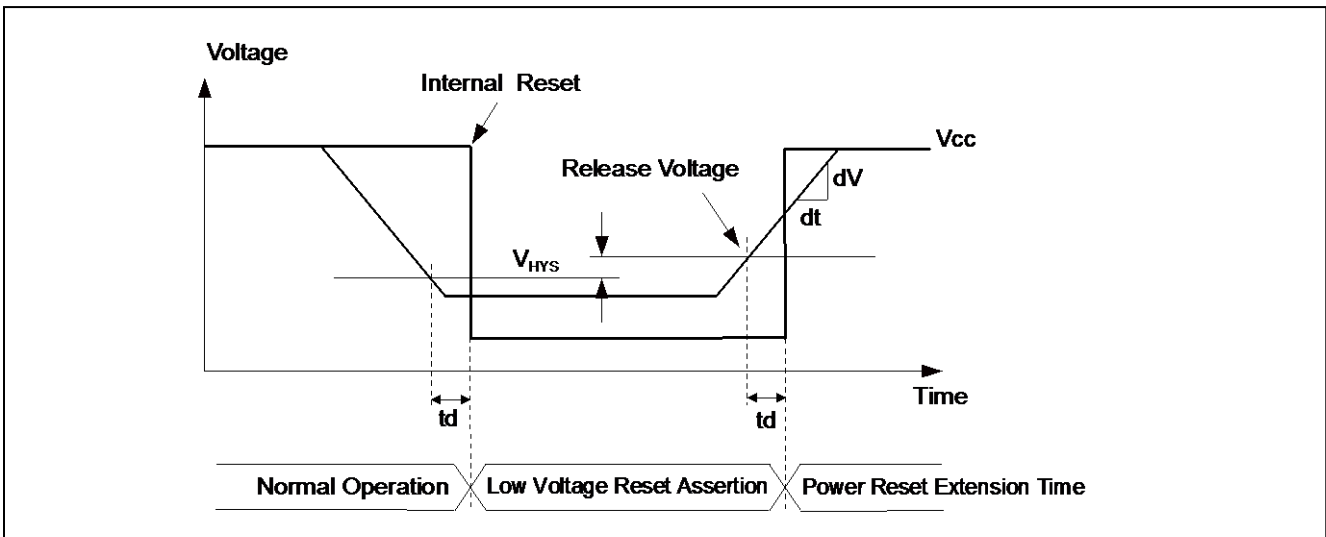 Voltage
Internal Reset
Vcc
Release Voltage
dV
dt
VHYS
Time
td
td
Normal Operation
Low Voltage Reset Assertion
Power Reset Extension Time